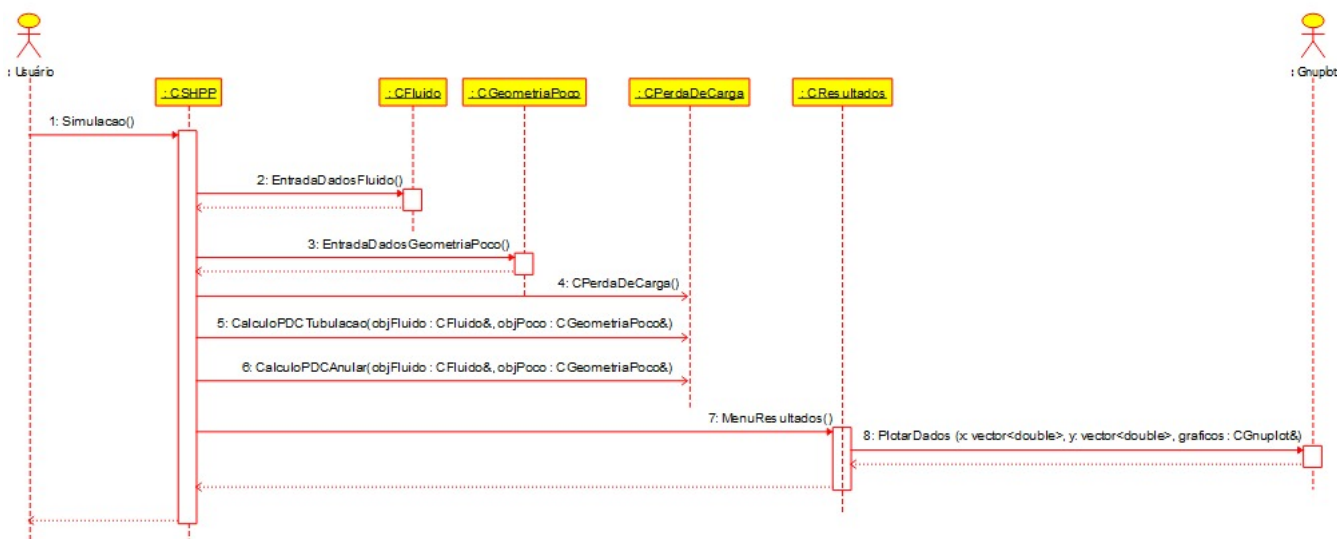 : Usuário
: Gnuplot
: CSHPP
: CFluido
: CGeometriaPoco
: CPerdaDeCarga
: CResultados
1: Simulacao()
2: EntradaDadosFluido()
3: EntradaDadosGeometriaPoco()
4: CPerdaDeCarga()
5: CalculoPDCTubulacao(objFluido : CFluido&, objPoco : CGeometriaPoco&)
6: CalculoPDCAnular(objFluido : CFluido&, objPoco : CGeometriaPoco&)
7: MenuResultados()
8: PlotarDados (x: vector<double>, y: vector<double>, graficos : CGnuplot&)